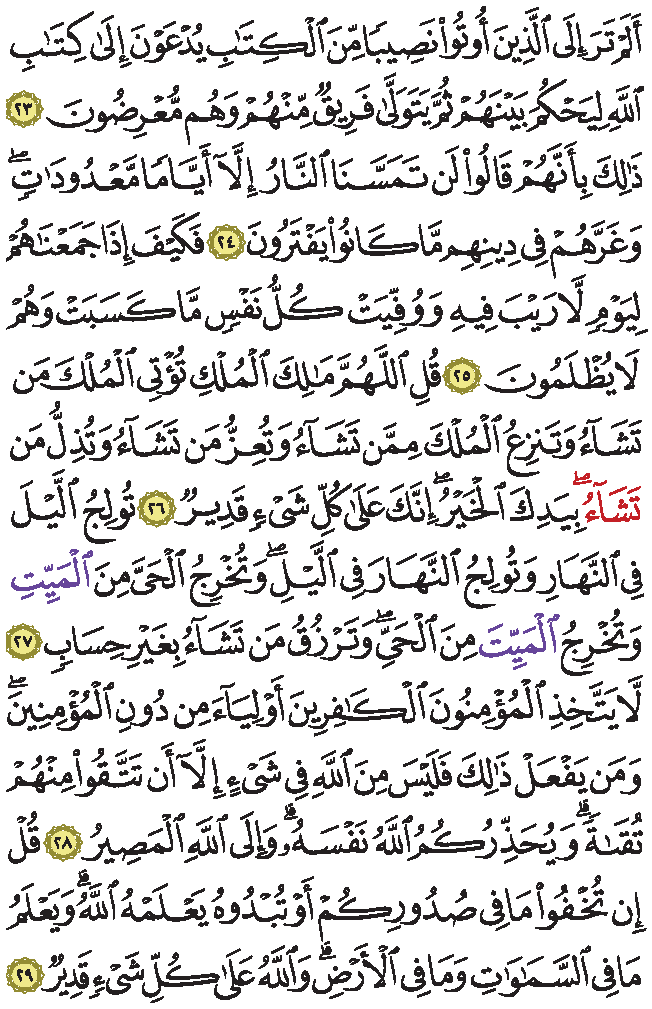 أَلَمۡ تَرَ إِلَى ٱلَّذِينَ أُوتُواْ نَصِيبٗا مِّنَ ٱلۡكِتَٰبِ يُدۡعَوۡنَ إِلَىٰ كِتَٰبِ
ٱللَّهِ لِيَحۡكُمَ بَيۡنَهُمۡ ثُمَّ يَتَوَلَّىٰ فَرِيقٞ مِّنۡهُمۡ وَهُم مُّعۡرِضُونَ ٢٣
ذَٰلِكَ بِأَنَّهُمۡ قَالُواْ لَن تَمَسَّنَا ٱلنَّارُ إِلَّآ أَيَّامٗا مَّعۡدُودَٰتٖۖ
وَغَرَّهُمۡ فِي دِينِهِم مَّا كَانُواْ يَفۡتَرُونَ ٢٤ فَكَيۡفَ إِذَا جَمَعۡنَٰهُمۡ
لِيَوۡمٖ لَّا رَيۡبَ فِيهِ وَوُفِّيَتۡ كُلُّ نَفۡسٖ مَّا كَسَبَتۡ وَهُمۡ
لَا يُظۡلَمُونَ ٢٥ قُلِ ٱللَّهُمَّ مَٰلِكَ ٱلۡمُلۡكِ تُؤۡتِي ٱلۡمُلۡكَ مَن
تَشَآءُ وَتَنزِعُ ٱلۡمُلۡكَ مِمَّن تَشَآءُ وَتُعِزُّ مَن تَشَآءُ وَتُذِلُّ مَن
تَشَآءُۖ بِيَدِكَ ٱلۡخَيۡرُۖ إِنَّكَ عَلَىٰ كُلِّ شَيۡءٖ قَدِيرٞ ٢٦ تُولِجُ ٱلَّيۡلَ
فِي ٱلنَّهَارِ وَتُولِجُ ٱلنَّهَارَ فِي ٱلَّيۡلِۖ وَتُخۡرِجُ ٱلۡحَيَّ مِنَ ٱلۡمَيِّتِ
وَتُخۡرِجُ ٱلۡمَيِّتَ مِنَ ٱلۡحَيِّۖ وَتَرۡزُقُ مَن تَشَآءُ بِغَيۡرِ حِسَابٖ ٢٧
لَّا يَتَّخِذِ ٱلۡمُؤۡمِنُونَ ٱلۡكَٰفِرِينَ أَوۡلِيَآءَ مِن دُونِ ٱلۡمُؤۡمِنِينَۖ
وَمَن يَفۡعَلۡ ذَٰلِكَ فَلَيۡسَ مِنَ ٱللَّهِ فِي شَيۡءٍ إِلَّآ أَن تَتَّقُواْ مِنۡهُمۡ
تُقَىٰةٗۗ وَيُحَذِّرُكُمُ ٱللَّهُ نَفۡسَهُۥۗ وَإِلَى ٱللَّهِ ٱلۡمَصِيرُ ٢٨ قُلۡ
إِن تُخۡفُواْ مَا فِي صُدُورِكُمۡ أَوۡ تُبۡدُوهُ يَعۡلَمۡهُ ٱللَّهُۗ وَيَعۡلَمُ
مَا فِي ٱلسَّمَٰوَٰتِ وَمَا فِي ٱلۡأَرۡضِۗ وَٱللَّهُ عَلَىٰ كُلِّ شَيۡءٖ قَدِيرٞ ٢٩